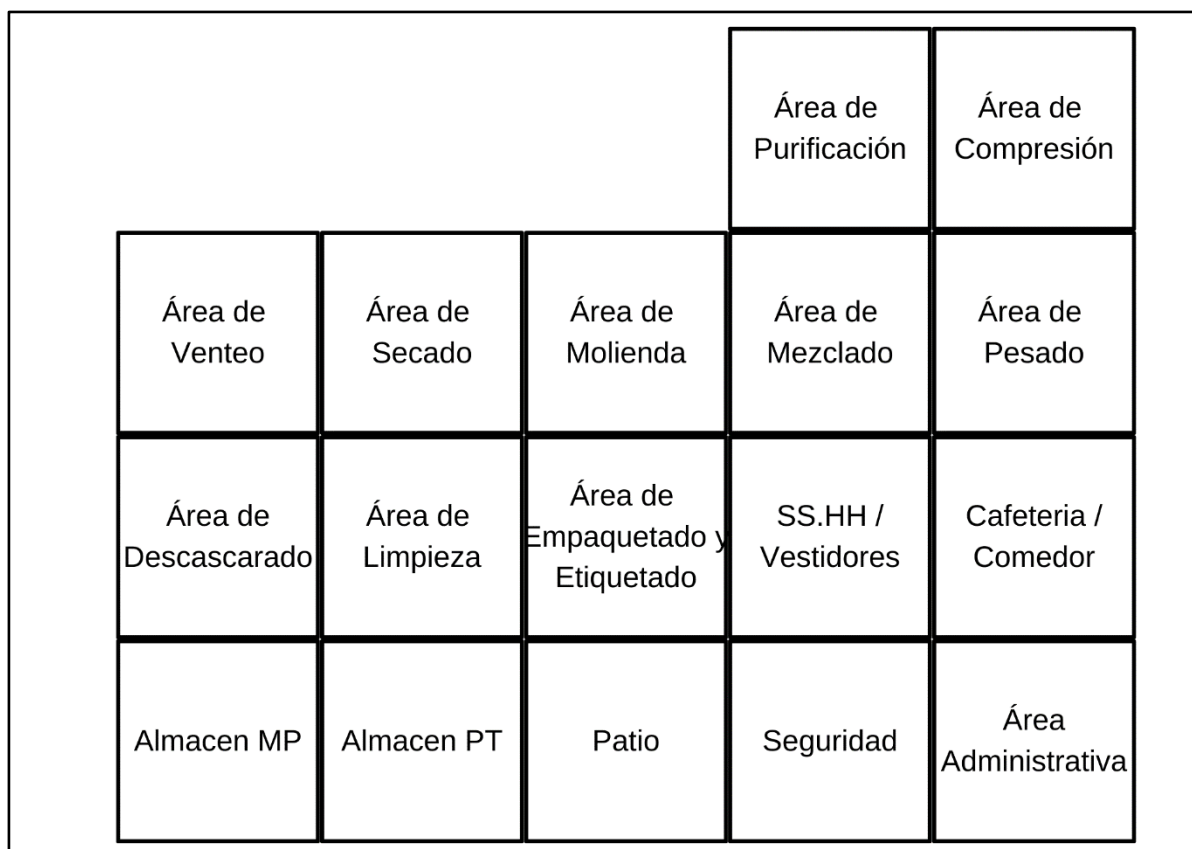 Área de
Purificación
Área de
Compresión
Área de
Venteo
Área de
Secado
Área de
Molienda
Área de
Mezclado
Área de
Pesado
Área de
Descascarado
Área de
Limpieza
Área de
Empaquetado y
Etiquetado
SS.HH /
Vestidores
Cafeteria /
Comedor
Almacen MP
Almacen PT
Patio
Seguridad
Área
Administrativa